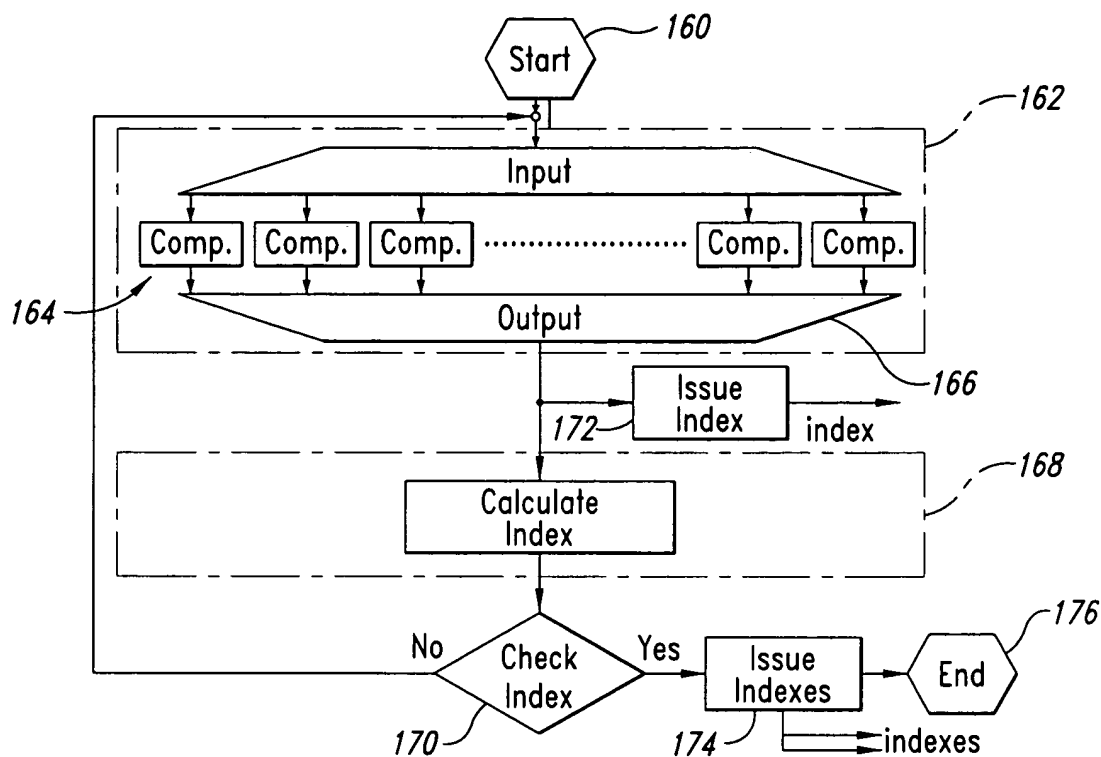 160
Start
162
Input
Comp. Comp. Comp. Comp. Comp.
164
Output
166
Issue
Index
172
index
168
Calculate
Index
No
Check
Index
Yes
170
Issue
Indexes
174
indexes
176
End